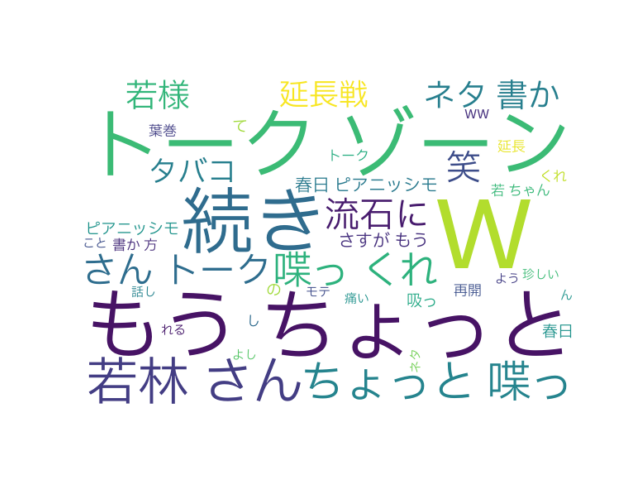 若様 延長戦 ネタ 書か
ww
葉巻 て トーク ゾーン 延長
トーク
タバコ 笑 くれ
春日 ピアニッシモ 若 ちゃん
続き 流石に w
ピアニッシモ さすが もう
こと 書か 方
さん トーク 喋っ くれ よう 珍しい
話し の モテ 痛い 吸っ 再開 ん
もう ちょっと
れる し 春日
よし ネタ
若林 さん ちょっと 喋っ